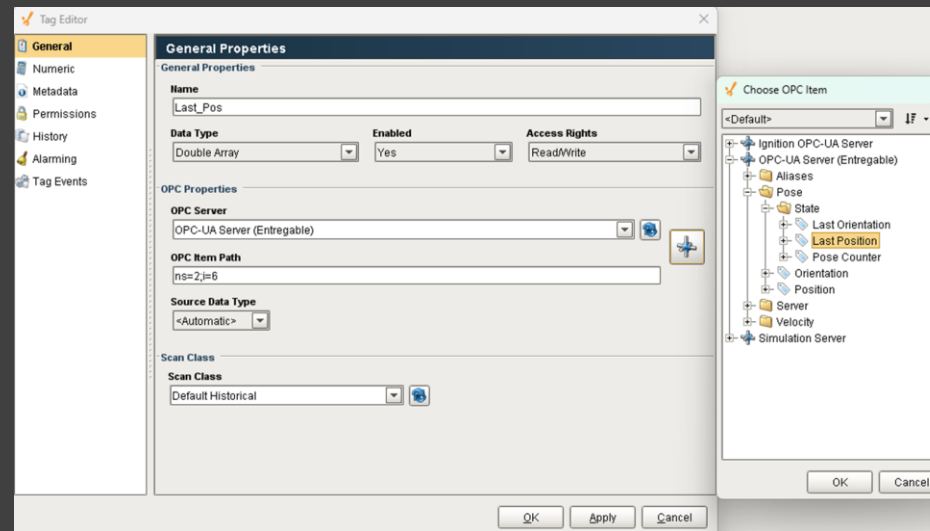 Tag Editor
General
Numeric
Metadata
Permissions
History
Alarming
Tag Events
General Properties
General Properties
Name
Last_Pos
Data Type Enabled Access Rights
Double Array Yes Read/Write
OPC Properties
OPC Server
OPC-UA Server (Entregable)
OPC Item Path
ns=2;i=6
Source Data Type
<Automatic>
Scan Class
Scan Class
Default Historical
OK Apply Cancel
Choose OPC Item
<Default>
Ignition OPC-UA Server
OPC-UA Server (Entregable)
Aliases
Pose
State
Last Orientation
Last Position
Pose Counter
Orientation
Position
Server
Velocity
Simulation Server
OK Cancel